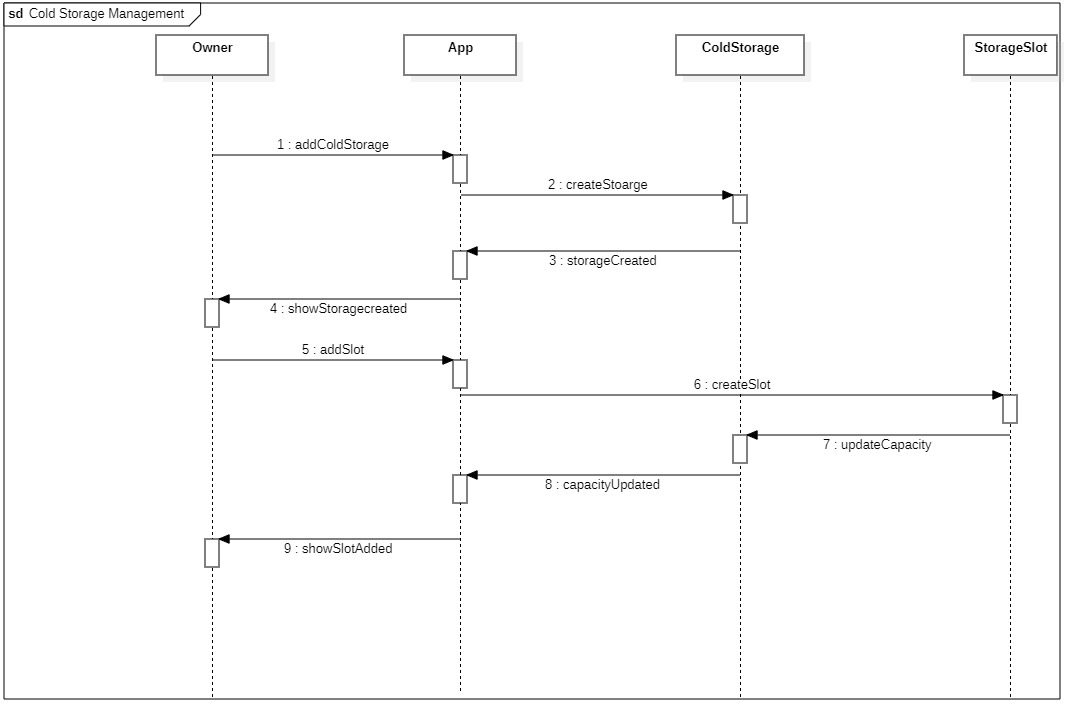 sd Cold Storage Management
Owner App ColdStorage StorageSlot
1 : addColdStorage
2 : createStoarge
3 : storageCreated
4 : showStoragecreated
5 : addSlot
6 : createSlot
7 : updateCapacity
8 : capacityUpdated
9 : showSlotAdded